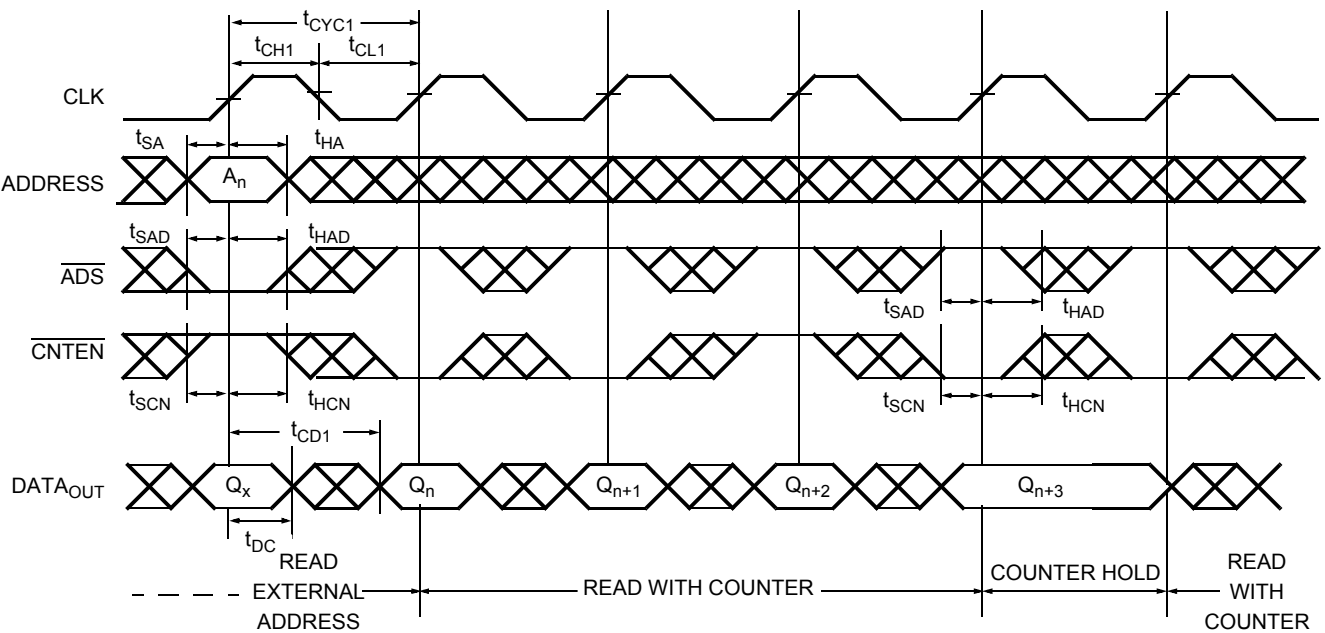 tCYC1
tCH1 tCL1
CLK
tSA tHA
ADDRESS An
tSAD tHAD
ADS
tSAD tHAD
CNTEN
tSCN tHCN tSCN tHCN
tCD1
DATAOUT Qx Qn Qn+1 Qn+2 Qn+3
tDC
READ EXTERNAL ADDRESS
READ WITH COUNTER
COUNTER HOLD
READ WITH COUNTER